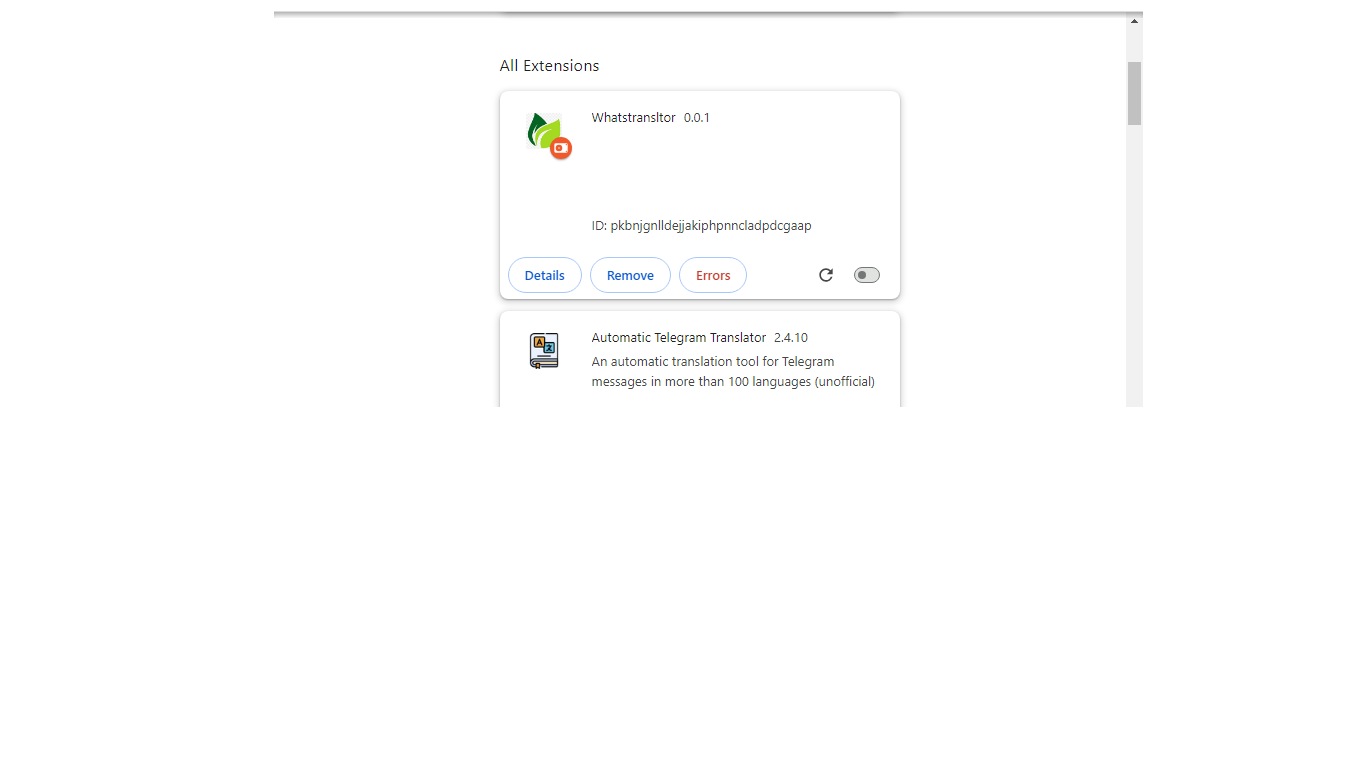 All Extensions
Whatstransltor 0.0.1
ID: pkbnjgnlldejjakiphpnncladpdcgaap
Details Remove Errors
Automatic Telegram Translator 2.4.10
An automatic translation tool for Telegram
messages in more than 100 languages (unofficial)